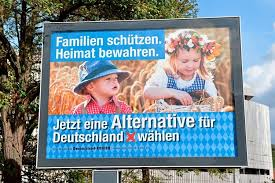 Familien schützen.
Heimat bewahren.
Jetzt eine Alternative für
Deutschland wählen